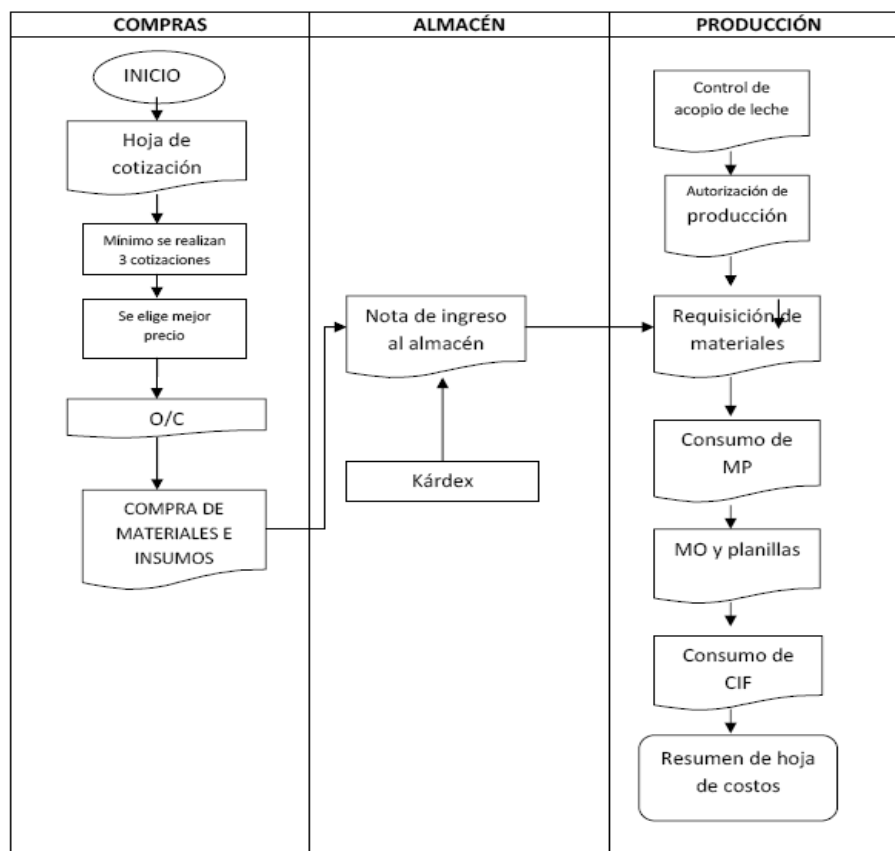 COMPRAS
ALMACÉN
PRODUCCIÓN
INICIO
Hoja de
cotización
Mínimo se realizan
3 cotizaciones
Se elige mejor
precio
O/C
COMPRA DE
MATERIALES E
INSUMOS
Nota de ingreso
al almacén
Kárdex
Control de
acopio de leche
Autorización de
producción
Requisición de
materiales
Consumo de
MP
MO y planillas
Consumo de
CIF
Resumen de hoja
de costos